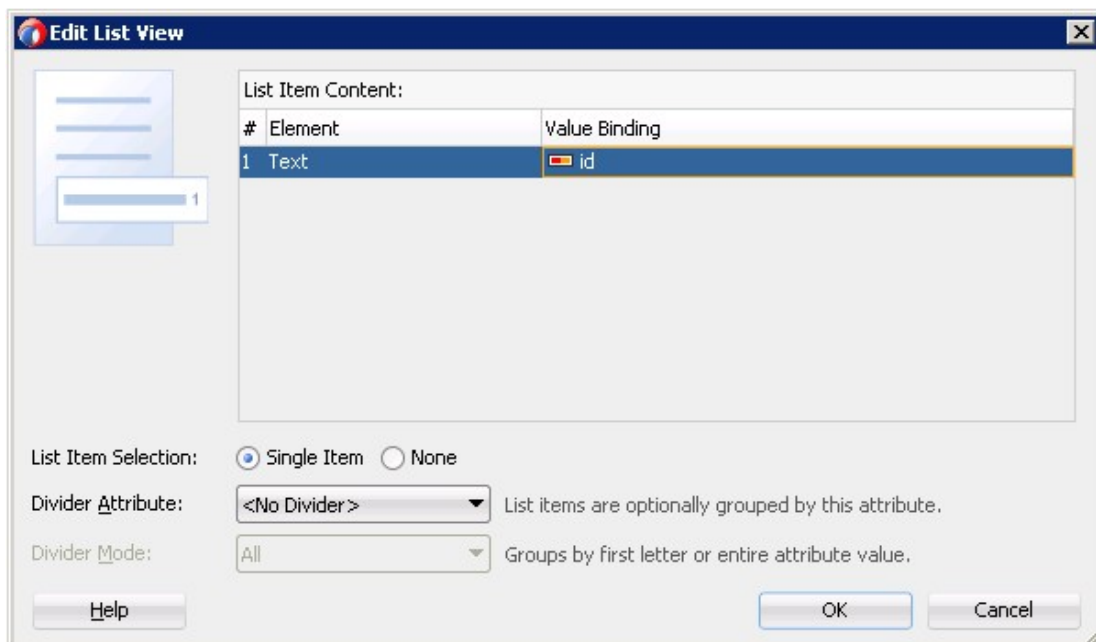 Edit List View
List Item Content:
# Element Value Binding
1 Text id
1
List Item Selection: Single Item None
Divider Attribute: <No Divider> List items are optionally grouped by this attribute.
Divider Mode: All Groups by first letter or entire attribute value.
Help OK Cancel